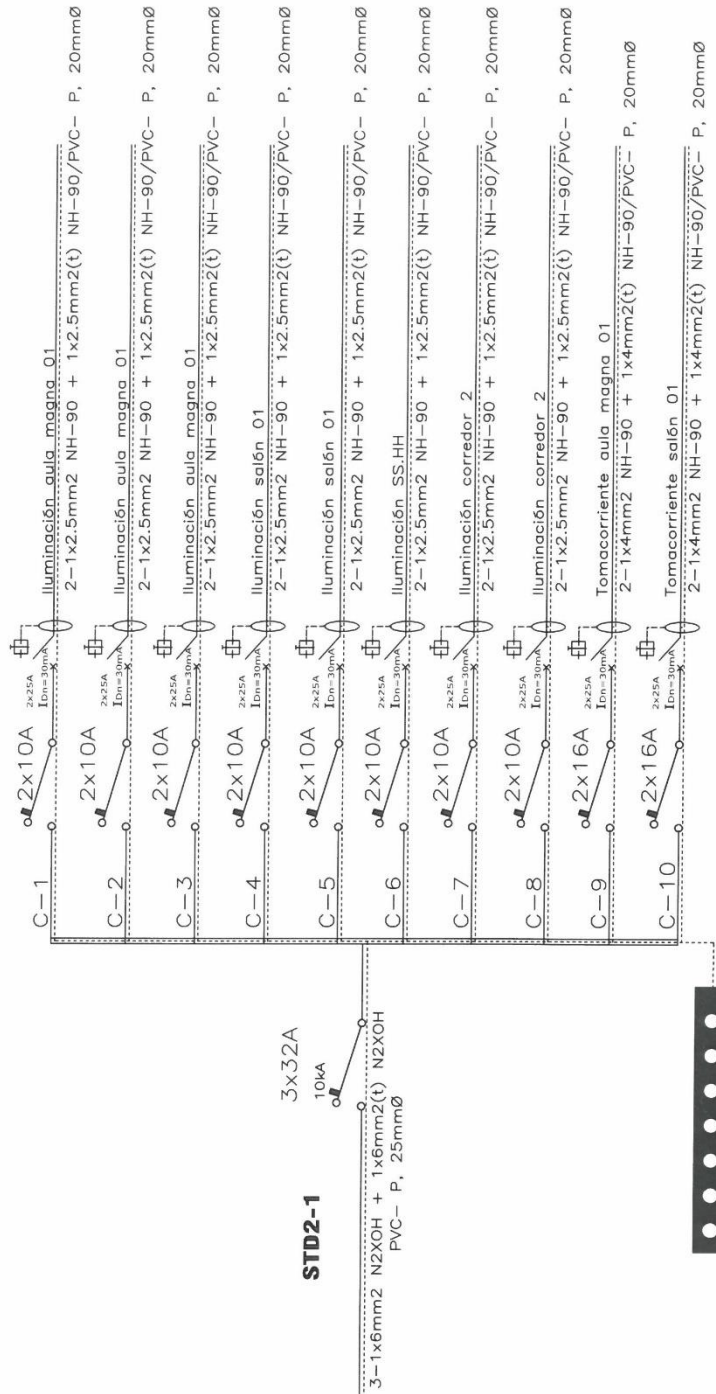 STD2-1
3x32A
10kA
3-1x6mm2 N2XOH + 1x6mm2(t) N2XOH
PVC- P, 25mmØ
C-1
2x10A
2x25A
IDn=30mA
Iluminación aula magna 01
2-1x2.5mm2 NH-90 + 1x2.5mm2(t) NH-90/PVC- P, 20mmØ
C-2
2x10A
2x25A
IDn=30mA
Iluminación aula magna 01
2-1x2.5mm2 NH-90 + 1x2.5mm2(t) NH-90/PVC- P, 20mmØ
C-3
2x10A
2x25A
IDn=30mA
Iluminación aula magna 01
2-1x2.5mm2 NH-90 + 1x2.5mm2(t) NH-90/PVC- P, 20mmØ
C-4
2x10A
2x25A
IDn=30mA
Iluminación salón 01
2-1x2.5mm2 NH-90 + 1x2.5mm2(t) NH-90/PVC- P, 20mmØ
C-5
2x10A
2x25A
IDn=30mA
Iluminación salón 01
2-1x2.5mm2 NH-90 + 1x2.5mm2(t) NH-90/PVC- P, 20mmØ
C-6
2x10A
2x25A
IDn=30mA
Iluminación SS.HH
2-1x2.5mm2 NH-90 + 1x2.5mm2(t) NH-90/PVC- P, 20mmØ
C-7
2x10A
2x25A
IDn=30mA
Iluminación corredor 2
2-1x2.5mm2 NH-90 + 1x2.5mm2(t) NH-90/PVC- P, 20mmØ
C-8
2x10A
2x25A
IDn=30mA
Iluminación corredor 2
2-1x2.5mm2 NH-90 + 1x2.5mm2(t) NH-90/PVC- P, 20mmØ
C-9
2x16A
2x25A
IDn=30mA
Tomacorriente aula magna 01
2-1x4mm2 NH-90 + 1x4mm2(t) NH-90/PVC- P, 20mmØ
C-10
2x16A
2x25A
IDn=30mA
Tomacorriente salón 01
2-1x4mm2 NH-90 + 1x4mm2(t) NH-90/PVC- P, 20mmØ